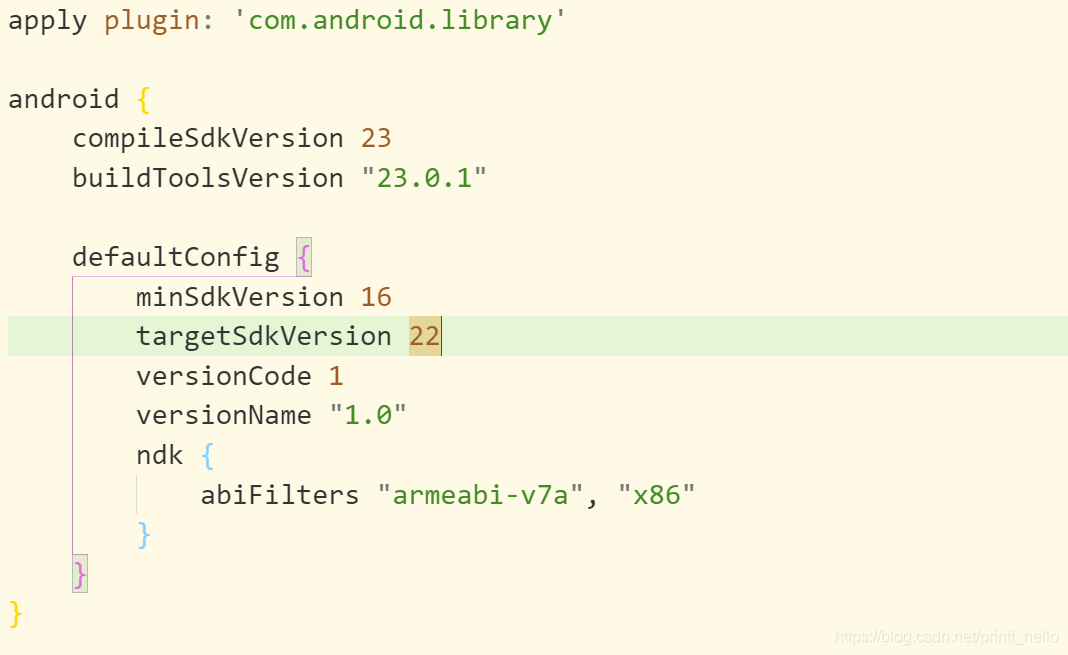 apply plugin: 'com.android.library'
android {
compileSdkVersion 23
buildToolsVersion "23.0.1"
defaultConfig {
minSdkVersion 16
targetSdkVersion 22
versionCode 1
versionName "1.0"
ndk {
abiFilters "armeabi-v7a", "x86"
}
}
}
https://blog.csdn.net/printf_hello